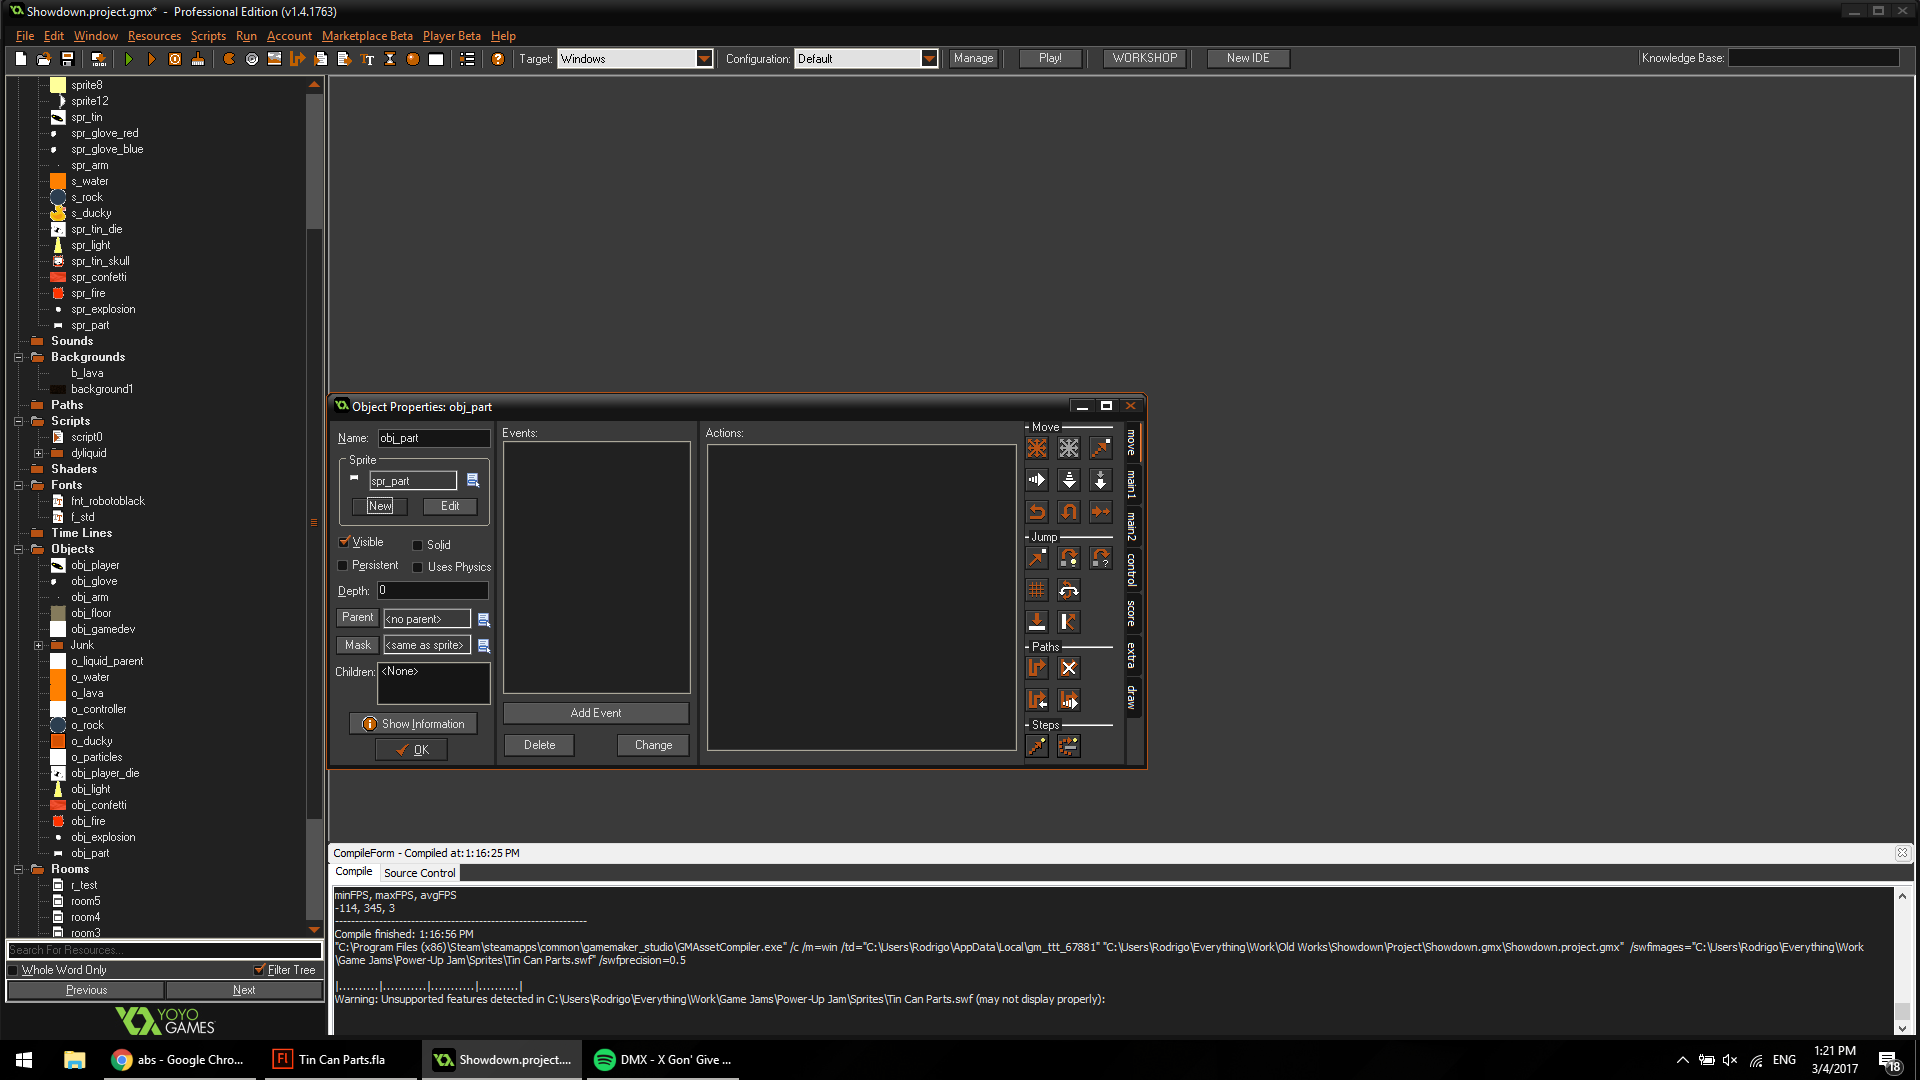 Showdown.project.gmx* - Professional Edition (v1.4.1763)
File Edit Window Resources Scripts Run Account Marketplace Beta Player Beta Help
Target: Windows Configuration: Default Manage Play! WORKSHOP New IDE Knowledge Base:
sprite8
sprite12
spr_tin
spr_glove_red
spr_glove_blue
spr_arm
s_water
s_rock
s_ducky
spr_tin_die
spr_light
spr_tin_skull
spr_confetti
spr_fire
spr_explosion
spr_part
Sounds
Backgrounds
b_lava
background1
Paths
Scripts
script0
dyliquid
Shaders
Fonts
fnt_robotoblack
f_std
Time Lines
Objects
obj_player
obj_glove
obj_arm
obj_floor
obj_gamedev
Junk
o_liquid_parent
o_water
o_lava
o_controller
o_rock
o_ducky
o_particles
obj_player_die
obj_light
obj_confetti
obj_fire
obj_explosion
obj_part
Rooms
r_test
room5
room4
room3
Search For Resources...
Whole Word Only Filter Tree
Previous Next
YOYO
GAMES
Object Properties: obj_part
Name: obj_part
Sprite
spr_part
New Edit
Visible Solid
Persistent Uses Physics
Depth: 0
Parent <no parent>
Mask <same as sprite>
Children: <None>
Show Information
OK
Events:
Add Event
Delete Change
Actions:
Move
Jump
Paths
Steps
move
main1
main2
control
score
extra
draw
CompileForm - Compiled at:1:16:25 PM
Compile Source Control
minFPS, maxFPS, avgFPS
-114, 345, 3
------------------------------------------------------------
Compile finished: 1:16:56 PM
"C:\Program Files (x86)\Steam\steamapps\common\gamemaker_studio\GMAssetCompiler.exe" /c /m=win /td="C:\Users\Rodrigo\AppData\Local\gm_ttt_67881" "C:\Users\Rodrigo\Everything\Work\Old Works\Showdown\Project\Showdown.gmx\Showdown.project.gmx" /swfimages="C:\Users\Rodrigo\Everything\Work
\Game Jams\Power-Up Jam\Sprites\Tin Can Parts.swf" /swfprecision=0.5
|..........|..........|..........|..........|
Warning: Unsupported features detected in C:\Users\Rodrigo\Everything\Work\Game Jams\Power-Up Jam\Sprites\Tin Can Parts.swf (may not display properly):
abs - Google Chro... Fl Tin Can Parts.fla Showdown.project.... DMX - X Gon' Give ... ENG 1:21 PM
3/4/2017 18